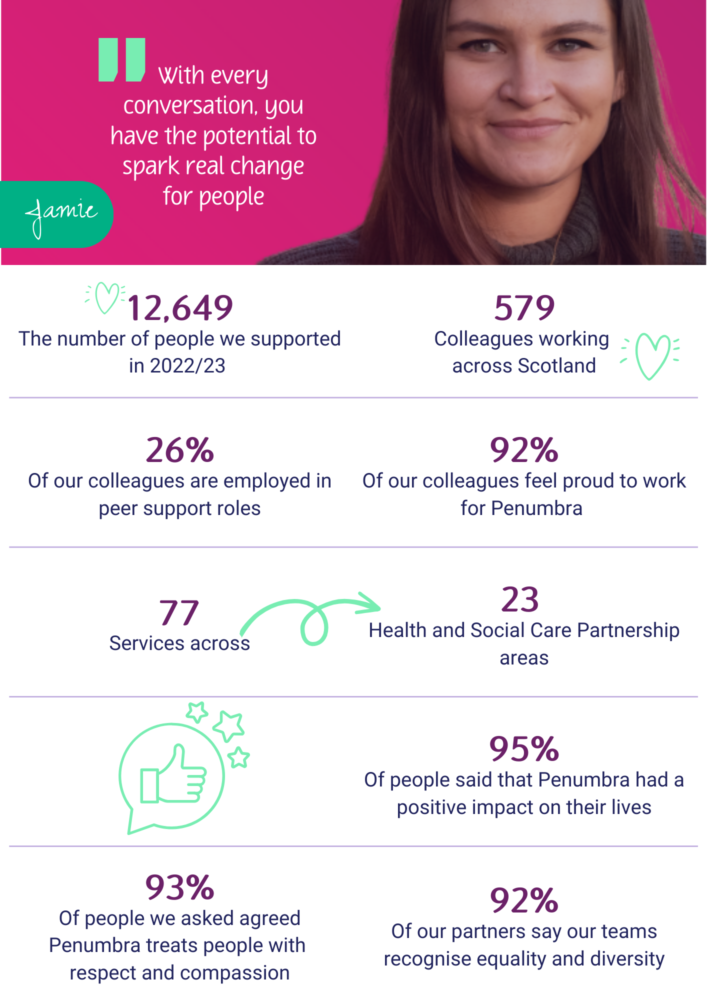 With every
conversation, you
have the potential to
spark real change
for people
Jamie
12,649
The number of people we supported
in 2022/23
579
Colleagues working
across Scotland
26%
Of our colleagues are employed in
peer support roles
92%
Of our colleagues feel proud to work
for Penumbra
77
Services across
23
Health and Social Care Partnership
areas
95%
Of people said that Penumbra had a
positive impact on their lives
93%
Of people we asked agreed
Penumbra treats people with
respect and compassion
92%
Of our partners say our teams
recognise equality and diversity